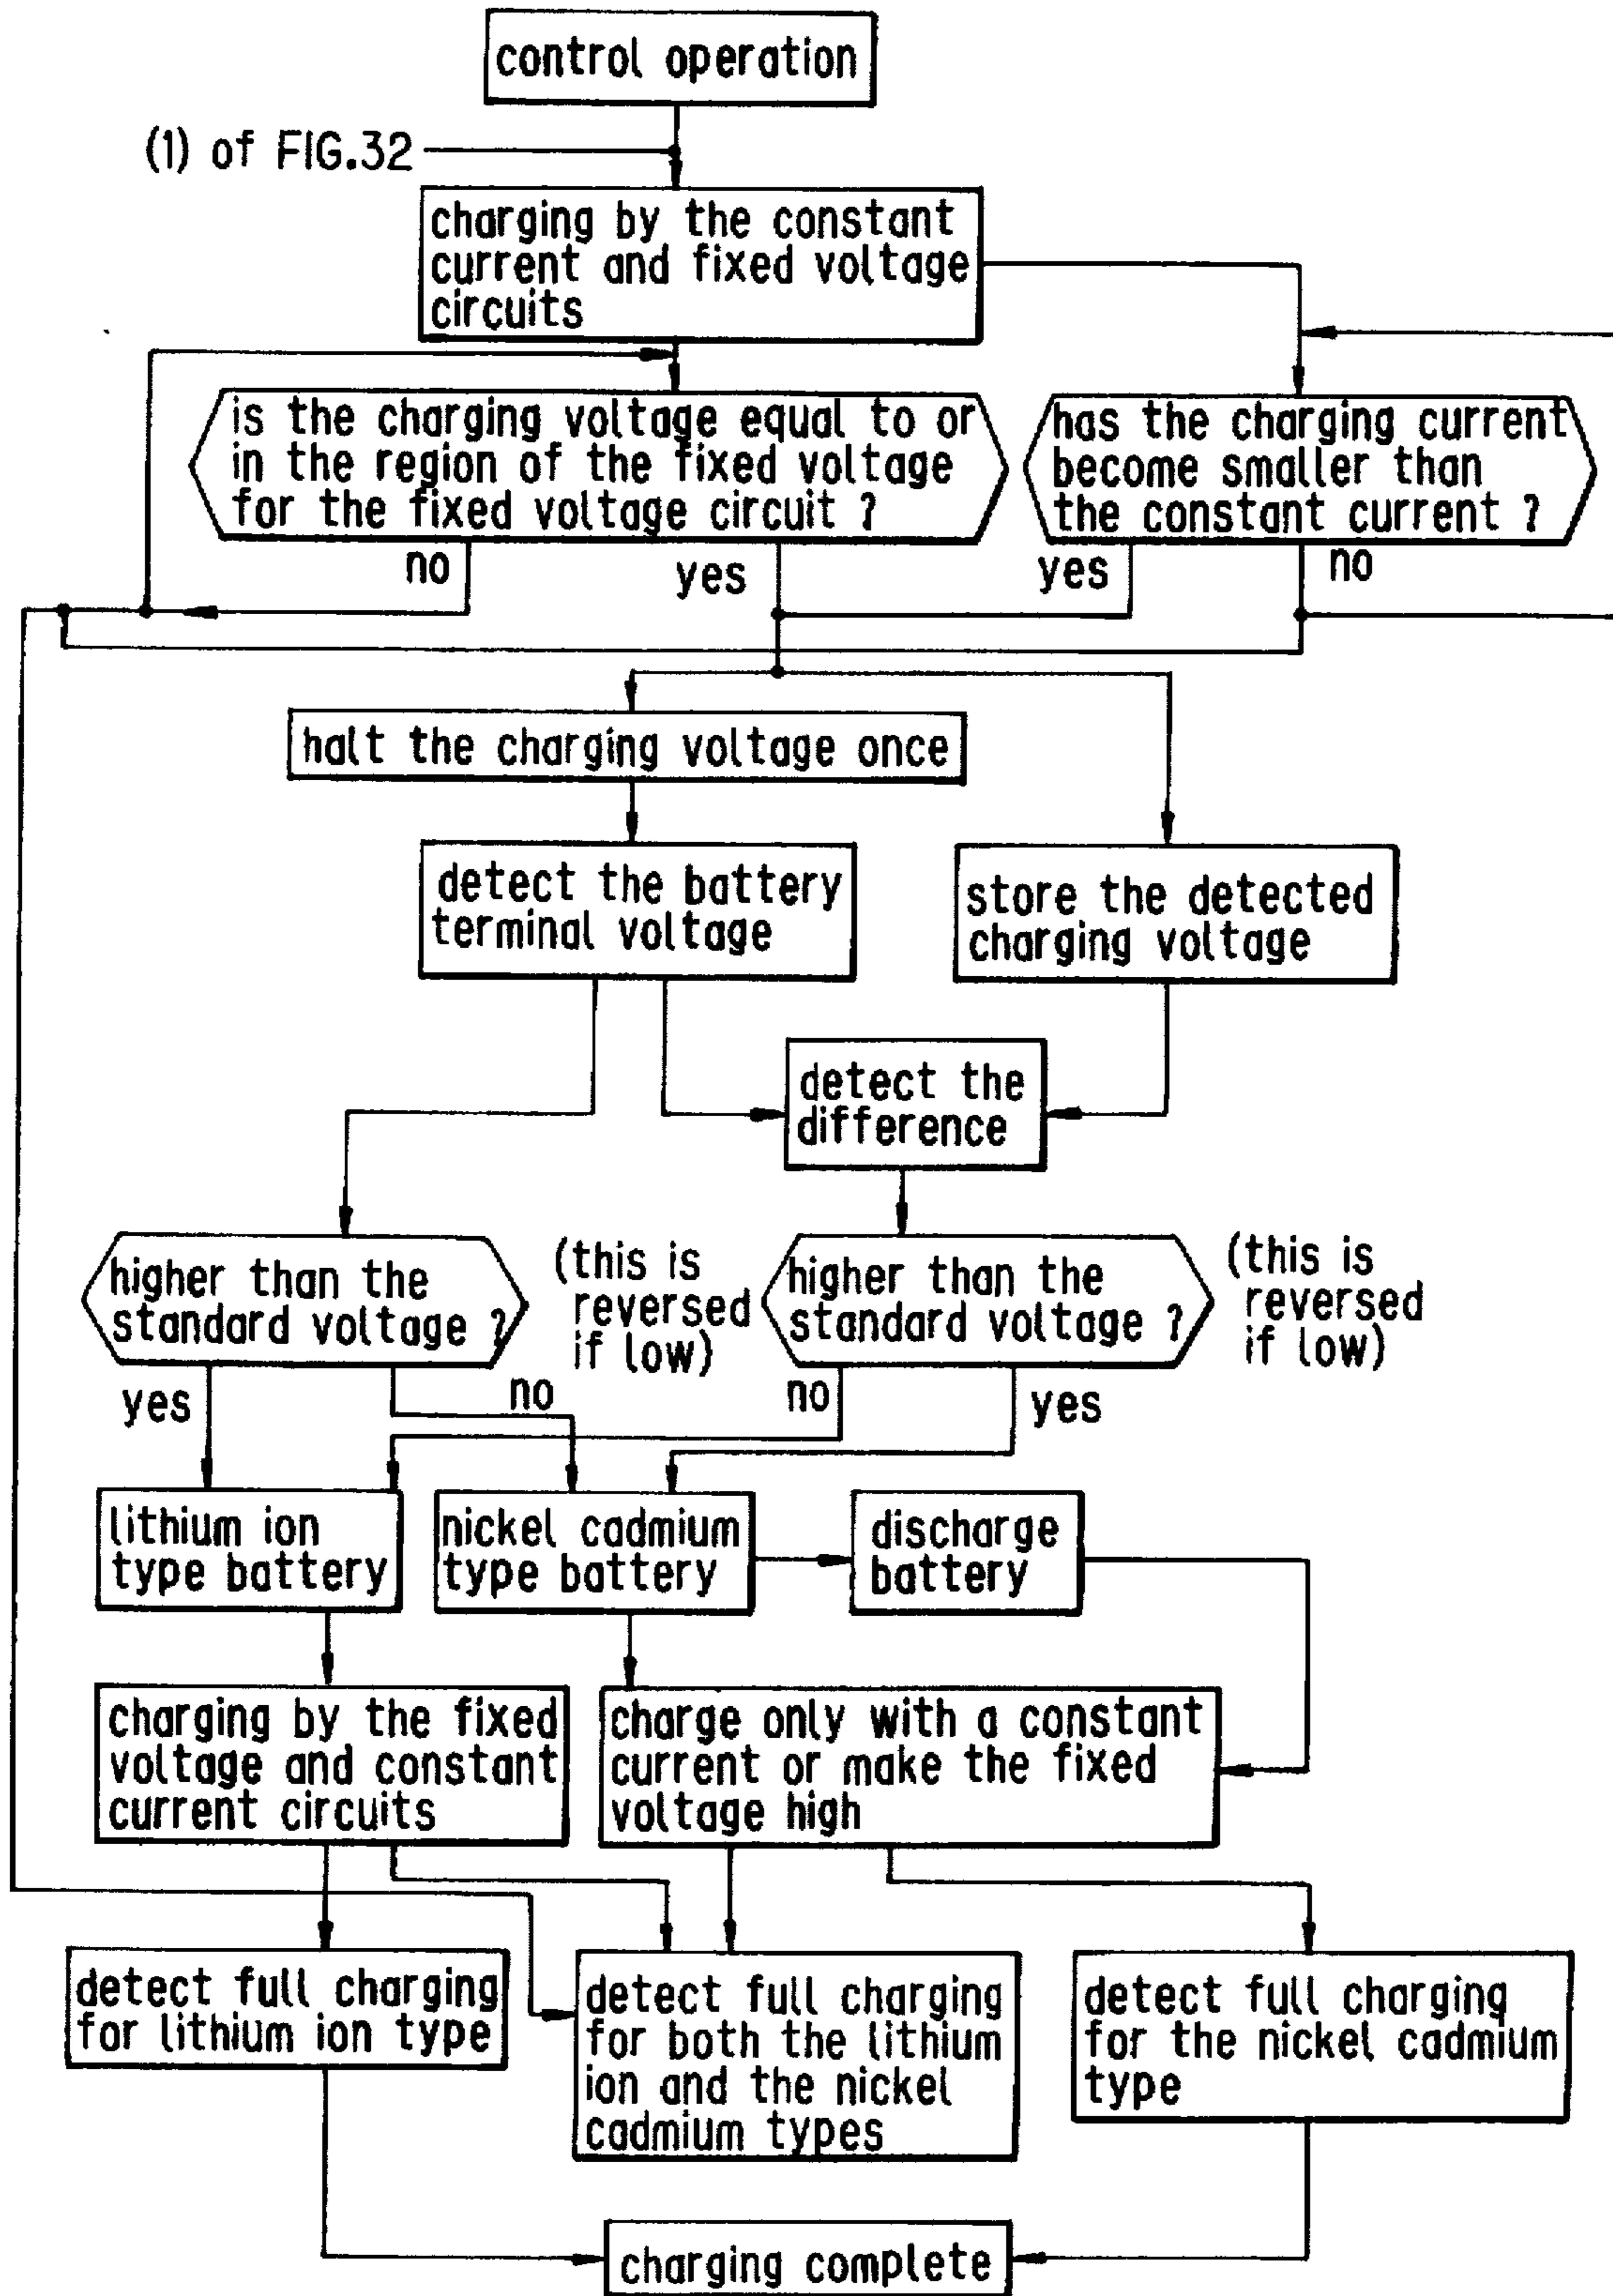 control operation
(1) of FIG.32
charging by the constant
current and fixed voltage
circuits
is the charging voltage equal to or
in the region of the fixed voltage
for the fixed voltage circuit ?
has the charging current
become smaller than
the constant current ?
no
yes
yes
no
halt the charging voltage once
detect the battery
terminal voltage
store the detected
charging voltage
detect the
difference
higher than the
standard voltage ?
(this is
reversed
if low)
higher than the
standard voltage ?
(this is
reversed
if low)
yes
no
no
yes
lithium ion
type battery
nickel cadmium
type battery
discharge
battery
charging by the fixed
voltage and constant
current circuits
charge only with a constant
current or make the fixed
voltage high
detect full charging
for lithium ion type
detect full charging
for both the lithium
ion and the nickel
cadmium types
detect full charging
for the nickel cadmium
type
charging complete